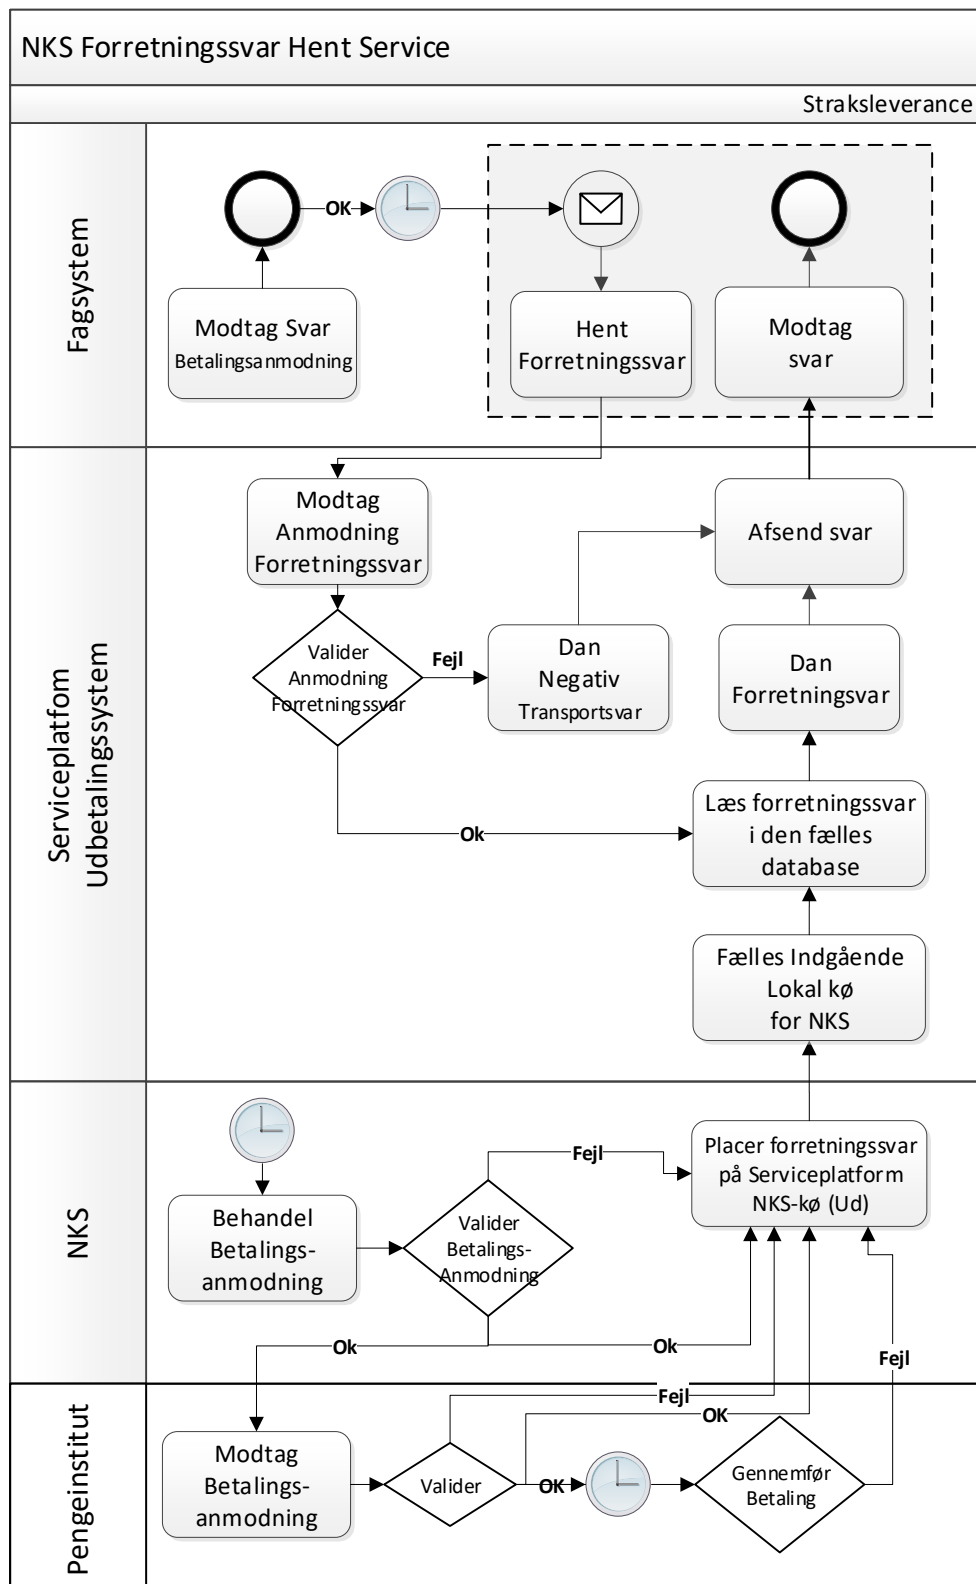 NKS Forretningssvar Hent Service
Straksleverance
Fagsystem
OK
Modtag Svar
Betalingsanmodning
Hent
Forretningssvar
Modtag
svar
Serviceplatfom
Udbetalingssystem
Modtag
Anmodning
Forretningssvar
Afsend svar
Valider
Anmodning
Forretningssvar
Fejl
Dan
Negativ
Transportsvar
Dan
Forretningsvar
Ok
Læs forretningssvar
i den fælles
database
Fælles Indgående
Lokal kø
for NKS
NKS
Behandel
Betalings-
anmodning
Valider
Betalings-
Anmodning
Fejl
Placer forretningssvar
på Serviceplatform
NKS-kø (Ud)
Ok
Ok
Fejl
Pengeinstitut
Modtag
Betalings-
anmodning
Valider
Fejl
OK
OK
Gennemfør
Betaling